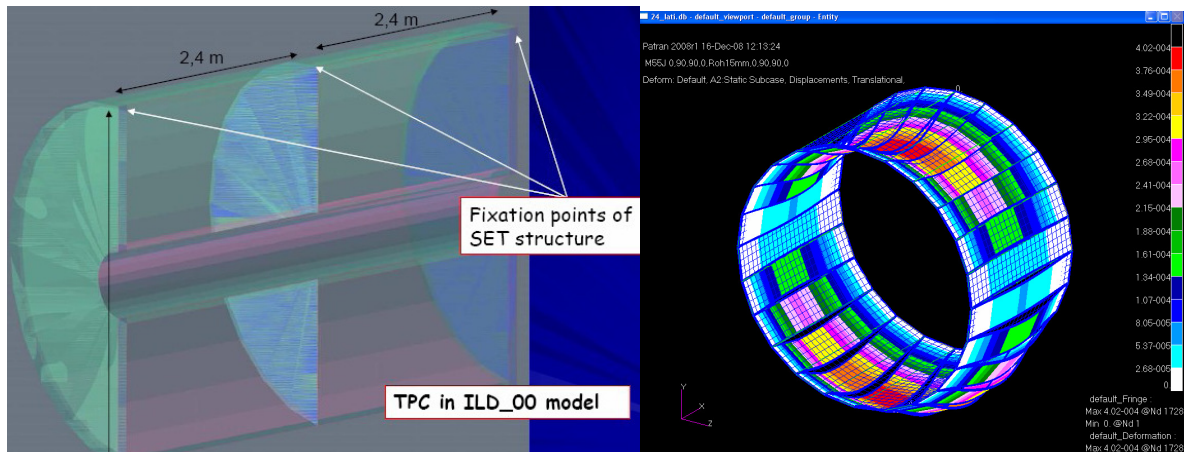 2,4 m
2,4 m
Fixation points of
SET structure
TPC in ILD_00 model
24_lati.db - default_viewport - default_group - Entity
Patran 2008r1 16-Dec-08 12:13:24
M55J 0,90,90,0,Roh15mm,0,90,90,0
Deform: Default, A2:Static Subcase, Displacements, Translational,
0
4.02-004
3.76-004
3.49-004
3.22-004
2.95-004
2.68-004
2.41-004
2.15-004
1.88-004
1.61-004
1.34-004
1.07-004
8.05-005
5.37-005
2.68-005
0
Y
X
Z
default_Fringe :
Max 4.02-004 @Nd 1728
Min 0. @Nd 1
default_Deformation :
Max 4.02-004 @Nd 1728